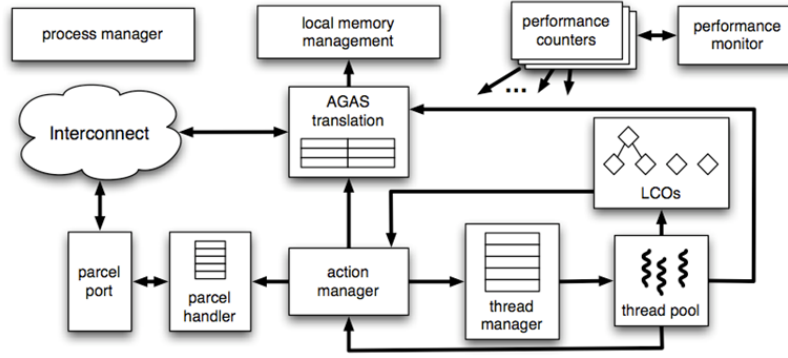 process manager
local memory
management
performance
counters
performance
monitor
...
AGAS
translation
Interconnect
LCOs
parcel
port
parcel
handler
action
manager
thread
manager
thread pool